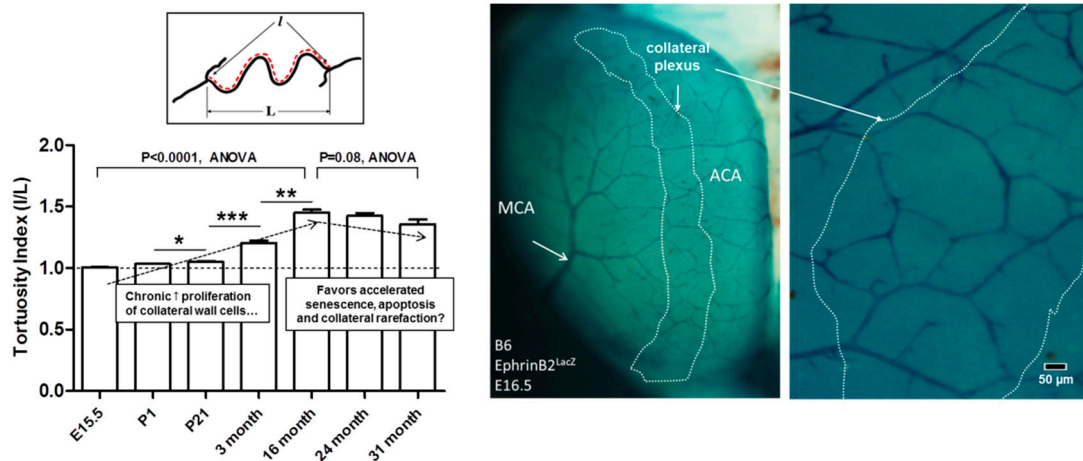 l
L
Tortuosity Index (l/L)
2.0
1.5
1.0
0.5
0.0
P<0.0001, ANOVA
P=0.08, ANOVA
*
***
**
Chronic ↑ proliferation
of collateral wall cells...
Favors accelerated
senescence, apoptosis
and collateral rarefaction?
E15.5
P1
P21
3 month
16 month
24 month
31 month
collateral
plexus
MCA
ACA
B6
EphrinB2LacZ
E16.5
50 µm